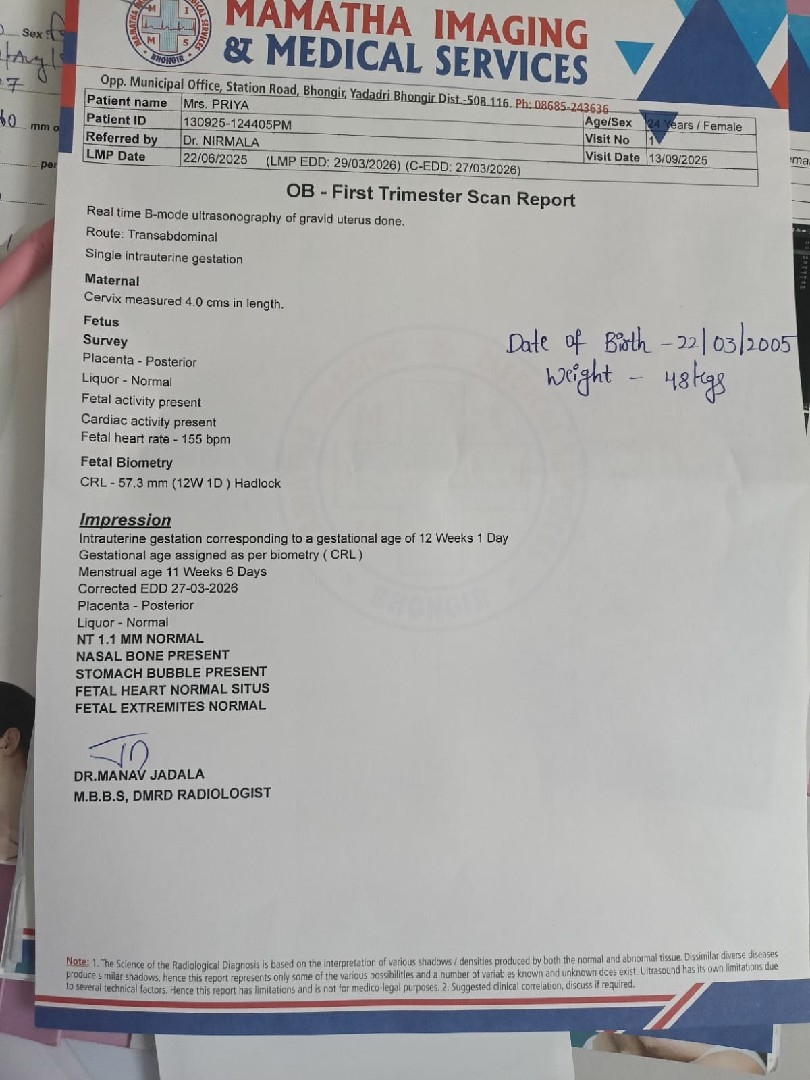 MAMATHA IMAGING
& MEDICAL SERVICES
BHONGIR
Opp. Municipal Office, Station Road, Bhongir, Yadadri Bhongir Dist.-508 116. Ph: 08685-243636
Patient name Mrs. PRIYA Age/Sex 24 Years / Female
Patient ID 130925-124405PM Visit No 1
Referred by Dr. NIRMALA Visit Date 13/09/2025
LMP Date 22/06/2025 (LMP EDD: 29/03/2026) (C-EDD: 27/03/2026)
OB - First Trimester Scan Report
Real time B-mode ultrasonography of gravid uterus done.
Route: Transabdominal
Single intrauterine gestation
Maternal
Cervix measured 4.0 cms in length.
Fetus
Survey
Placenta - Posterior
Liquor - Normal
Fetal activity present
Cardiac activity present
Fetal heart rate - 155 bpm
Date of Birth - 22/03/2005
Weight - 48kgs
Fetal Biometry
CRL - 57.3 mm (12W 1D ) Hadlock
Impression
Intrauterine gestation corresponding to a gestational age of 12 Weeks 1 Day
Gestational age assigned as per biometry ( CRL )
Menstrual age 11 Weeks 6 Days
Corrected EDD 27-03-2026
Placenta - Posterior
Liquor - Normal
NT 1.1 MM NORMAL
NASAL BONE PRESENT
STOMACH BUBBLE PRESENT
FETAL HEART NORMAL SITUS
FETAL EXTREMITES NORMAL
DR.MANAV JADALA
M.B.B.S, DMRD RADIOLOGIST
Note: 1. The Science of the Radiological Diagnosis is based on the interpretation of various shadows / densities produced by both the normal and abnormal tissue. Dissimilar diverse diseases
produce similar shadows, hence this report represents only some of the various possibilities and a number of variables known and unknown does exist. Ultrasound has its own limitations due
to several technical factors. Hence this report has limitations and is not for medico-legal purposes. 2. Suggested clinical correlation, discuss if required.
Sex
mm
per